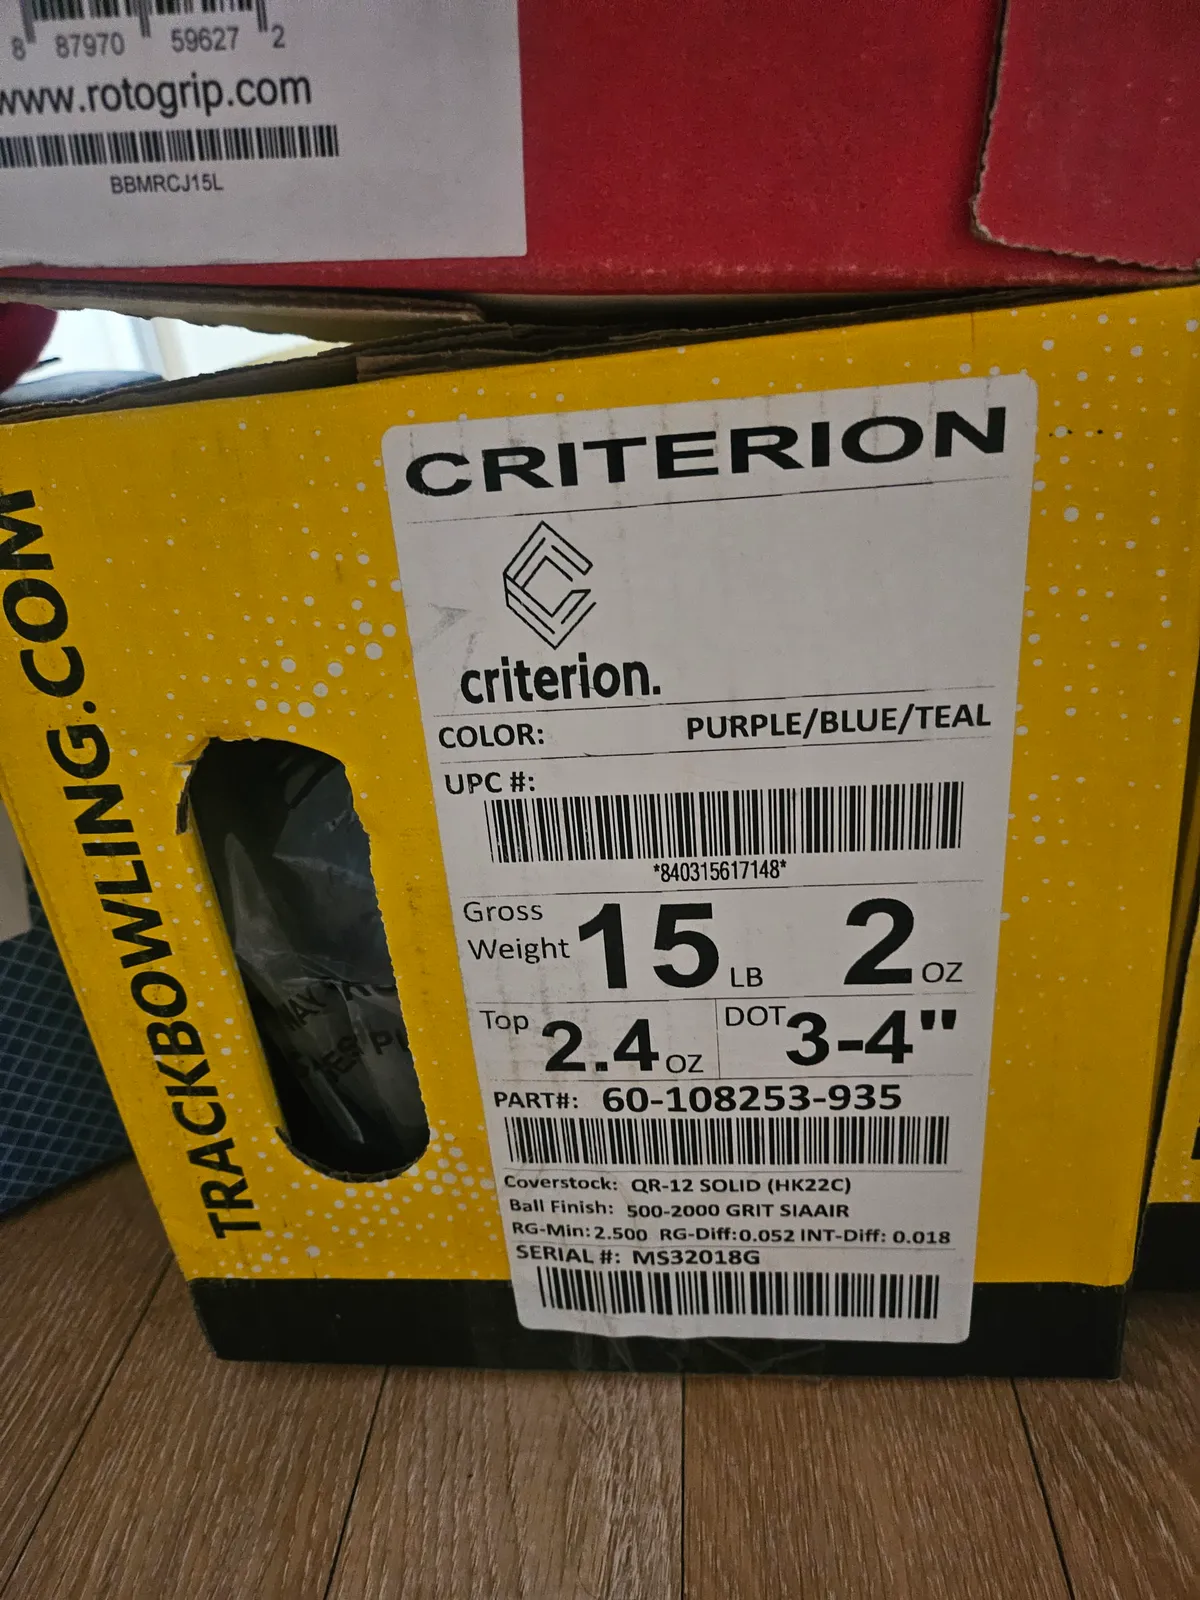 8 87970 59627 2
www.rotogrip.com
BBMRCJ15L
TRACKBOWLING.COM
CRITERION
criterion.
COLOR: PURPLE/BLUE/TEAL
UPC #:
*840315617148*
Gross Weight 15 LB 2 OZ
Top 2.4 OZ DOT 3-4"
PART#: 60-108253-935
Coverstock: QR-12 SOLID (HK22C)
Ball Finish: 500-2000 GRIT SIAAIR
RG-Min: 2.500 RG-Diff: 0.052 INT-Diff: 0.018
SERIAL #: MS32018G